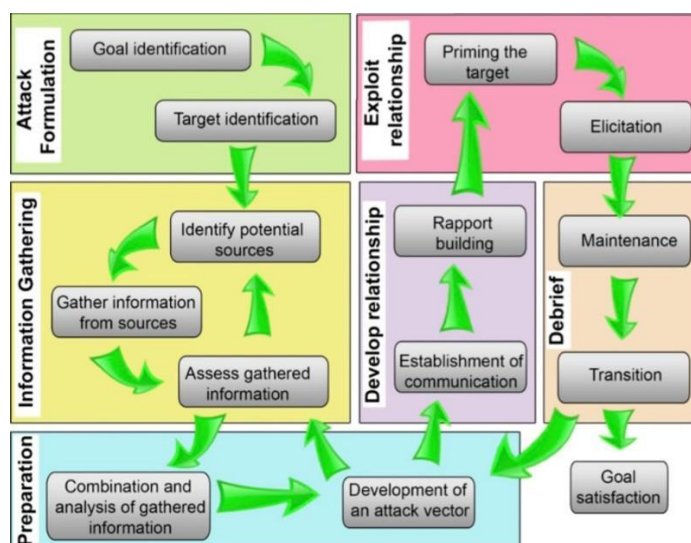 Attack
Formulation
Goal identification
Target identification
Exploit
relationship
Priming the
target
Elicitation
Information Gathering
Identify potential
sources
Gather information
from sources
Assess gathered
information
Develop relationship
Rapport
building
Establishment of
communication
Debrief
Maintenance
Transition
Preparation
Combination and
analysis of gathered
information
Development of
an attack vector
Goal
satisfaction